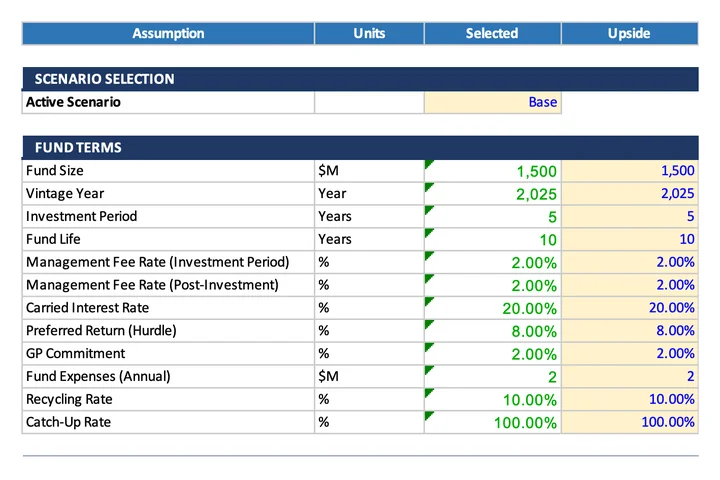 Assumption Units Selected Upside
SCENARIO SELECTION
Active Scenario Base
FUND TERMS
Fund Size $M 1,500 1,500
Vintage Year Year 2,025 2,025
Investment Period Years 5 5
Fund Life Years 10 10
Management Fee Rate (Investment Period) % 2.00% 2.00%
Management Fee Rate (Post-Investment) % 2.00% 2.00%
Carried Interest Rate % 20.00% 20.00%
Preferred Return (Hurdle) % 8.00% 8.00%
GP Commitment % 2.00% 2.00%
Fund Expenses (Annual) $M 2 2
Recycling Rate % 10.00% 10.00%
Catch-Up Rate % 100.00% 100.00%